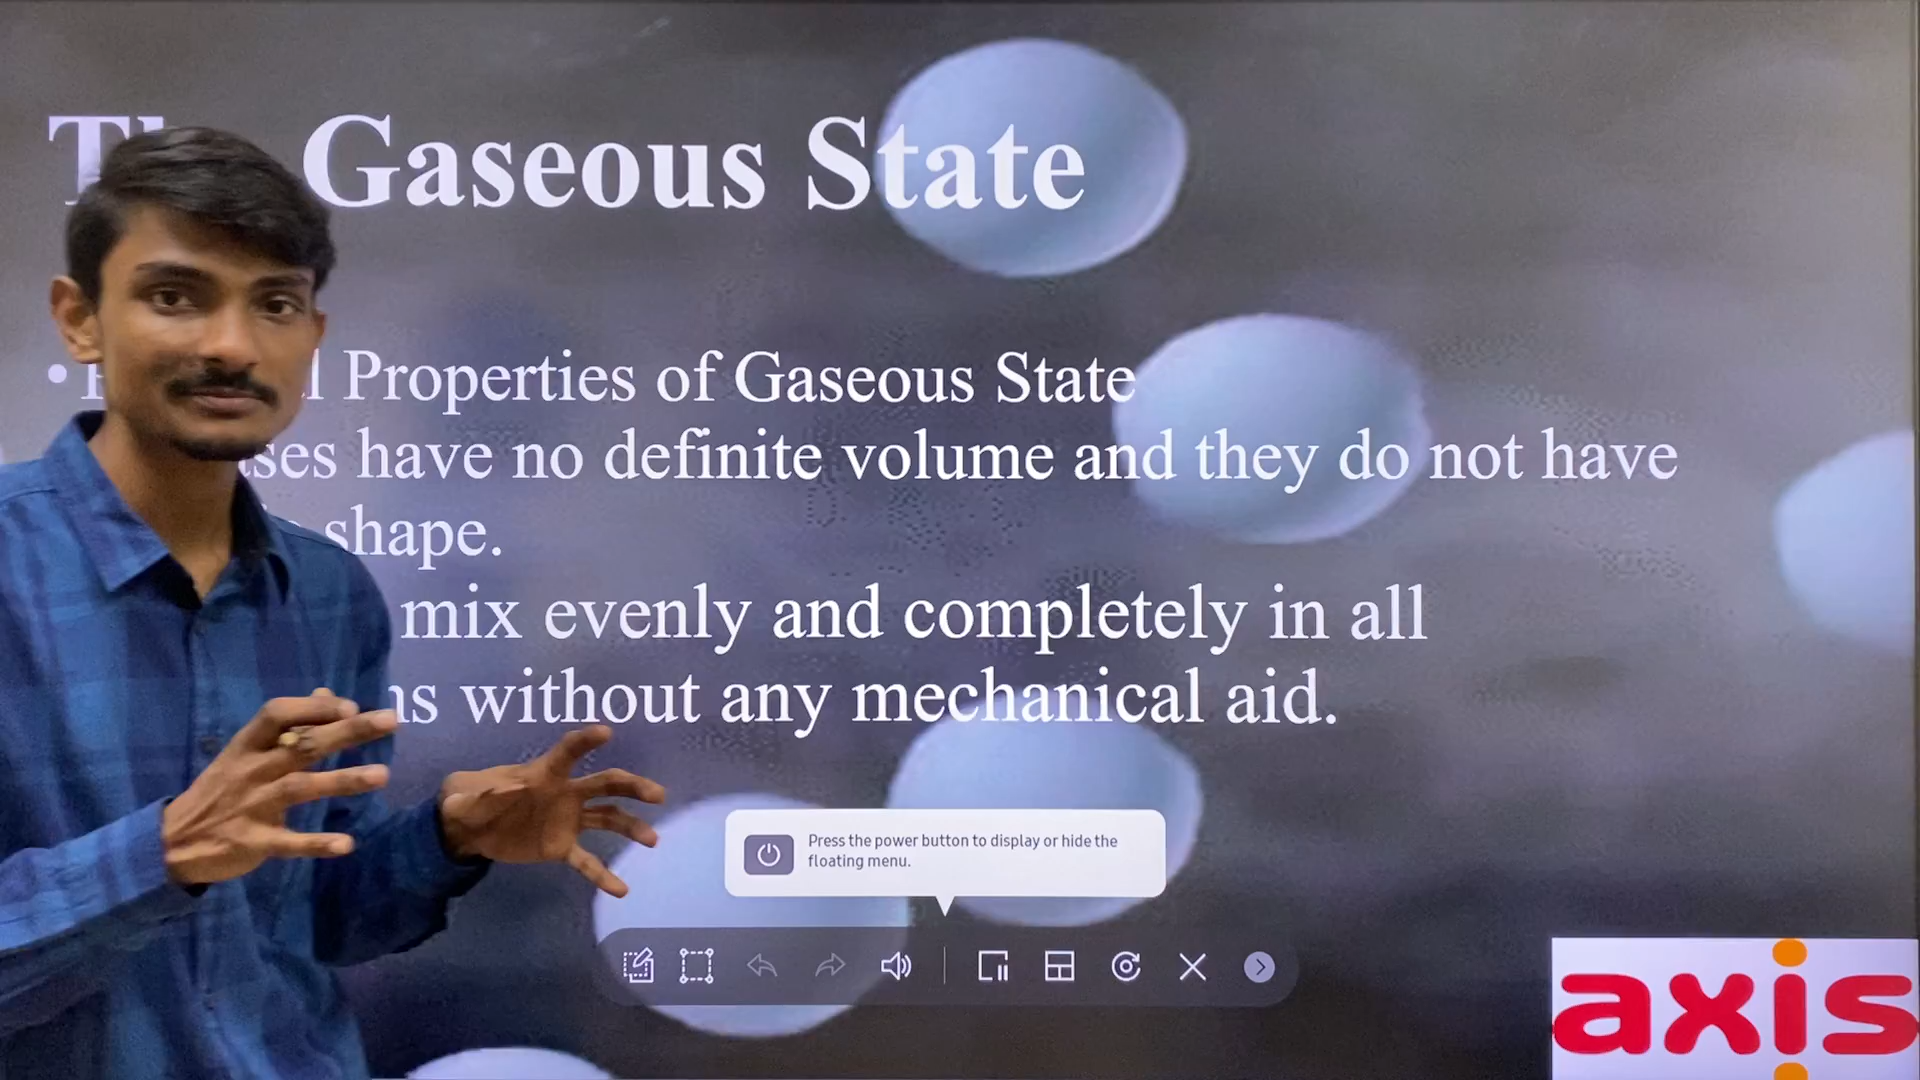 The Gaseous State
Properties of Gaseous State
have no definite volume and they do not have
shape.
mix evenly and completely in all
without any mechanical aid.
Press the power button to display or hide the
floating menu.
axis